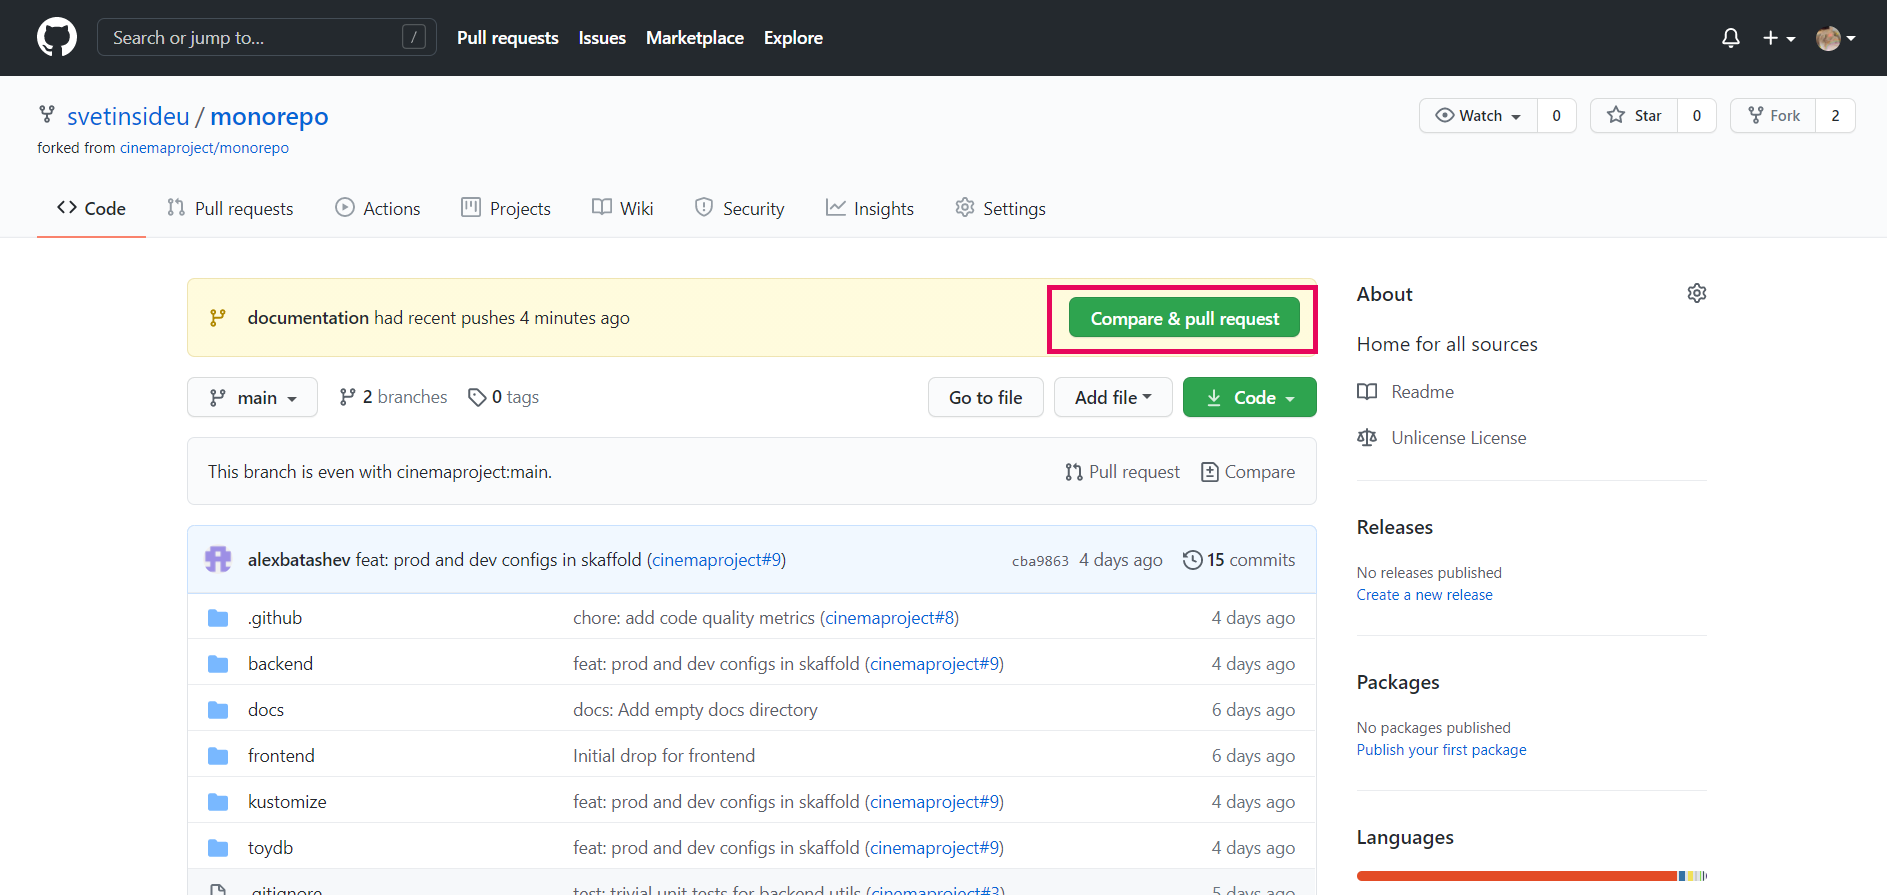 Search or jump to... /
Pull requests Issues Marketplace Explore
svetinsideu / monorepo
Watch 0 Star 0 Fork 2
forked from cinemaproject/monorepo
Code Pull requests Actions Projects Wiki Security Insights Settings
documentation had recent pushes 4 minutes ago
Compare & pull request
main 2 branches 0 tags
Go to file Add file Code
This branch is even with cinemaproject:main.
Pull request Compare
alexbatashev feat: prod and dev configs in skaffold (cinemaproject#9)
cba9863 4 days ago 15 commits
.github chore: add code quality metrics (cinemaproject#8) 4 days ago
backend feat: prod and dev configs in skaffold (cinemaproject#9) 4 days ago
docs docs: Add empty docs directory 6 days ago
frontend Initial drop for frontend 6 days ago
kustomize feat: prod and dev configs in skaffold (cinemaproject#9) 4 days ago
toydb feat: prod and dev configs in skaffold (cinemaproject#9) 4 days ago
.gitignore test: trivial unit tests for backend utils (cinemaproject#3) 5 days ago
About
Home for all sources
Readme
Unlicense License
Releases
No releases published
Create a new release
Packages
No packages published
Publish your first package
Languages